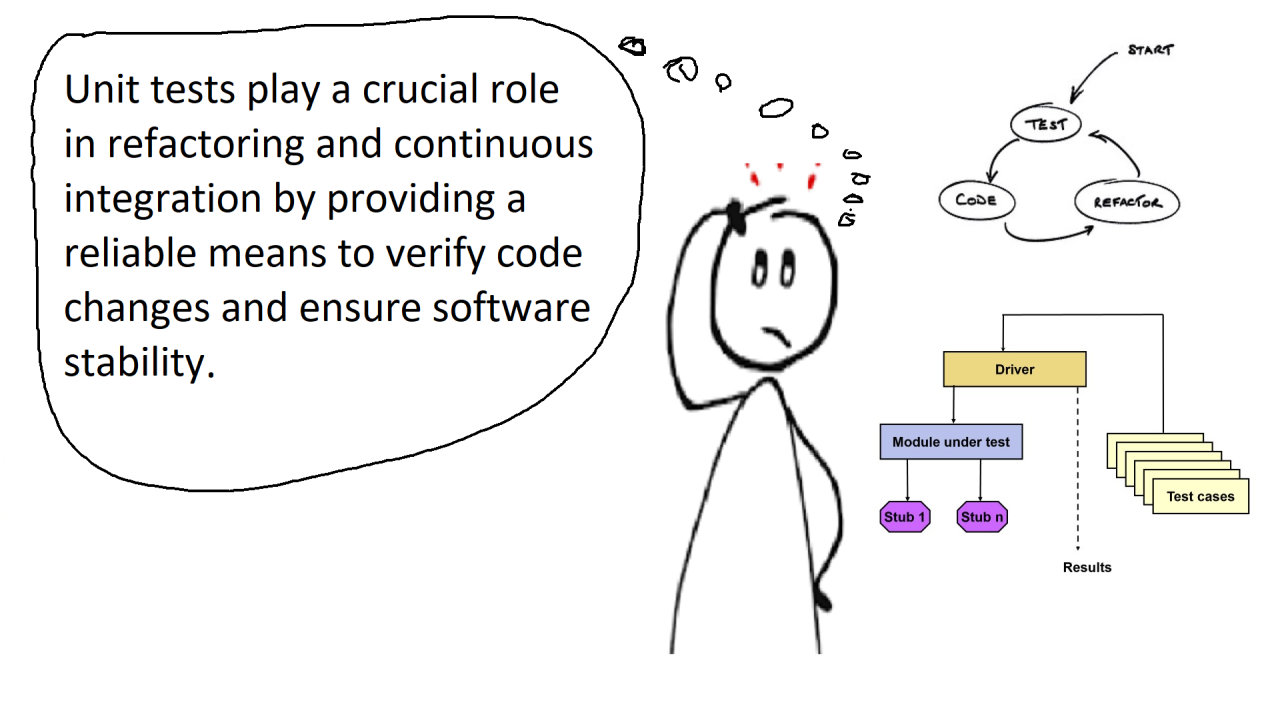 Unit tests play a crucial role
in refactoring and continuous
integration by providing a
reliable means to verify code
changes and ensure software
stability.
START
TEST
CODE
REFACTOR
Driver
Module under test
Stub 1
Stub n
Test cases
Results